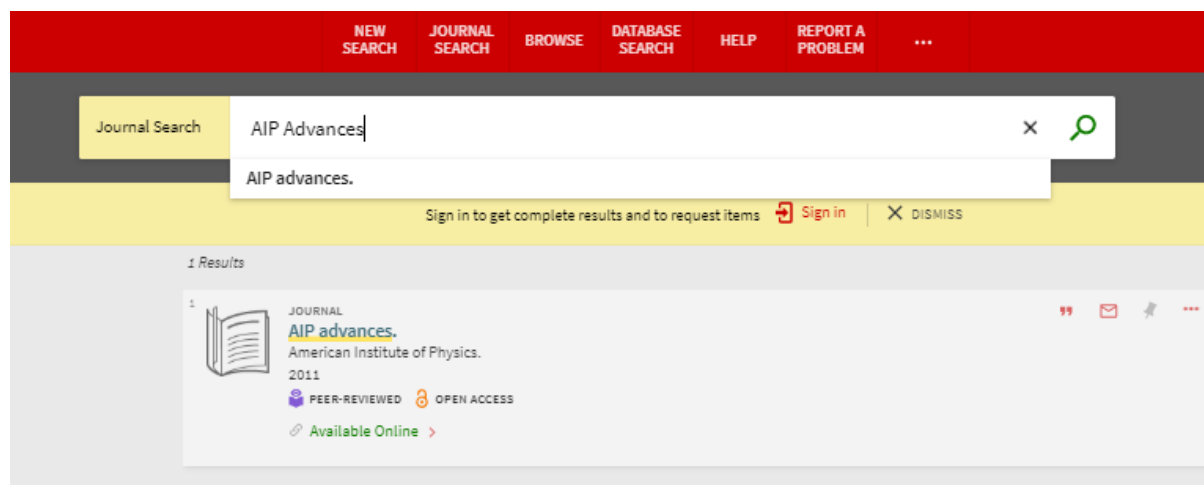 NEW SEARCH
JOURNAL SEARCH
BROWSE
DATABASE SEARCH
HELP
REPORT A PROBLEM
...
Journal Search
AIP Advances
AIP advances.
Sign in to get complete results and to request items
Sign in
DISMISS
1 Results
1
JOURNAL
AIP advances.
American Institute of Physics.
2011
PEER-REVIEWED
OPEN ACCESS
Available Online